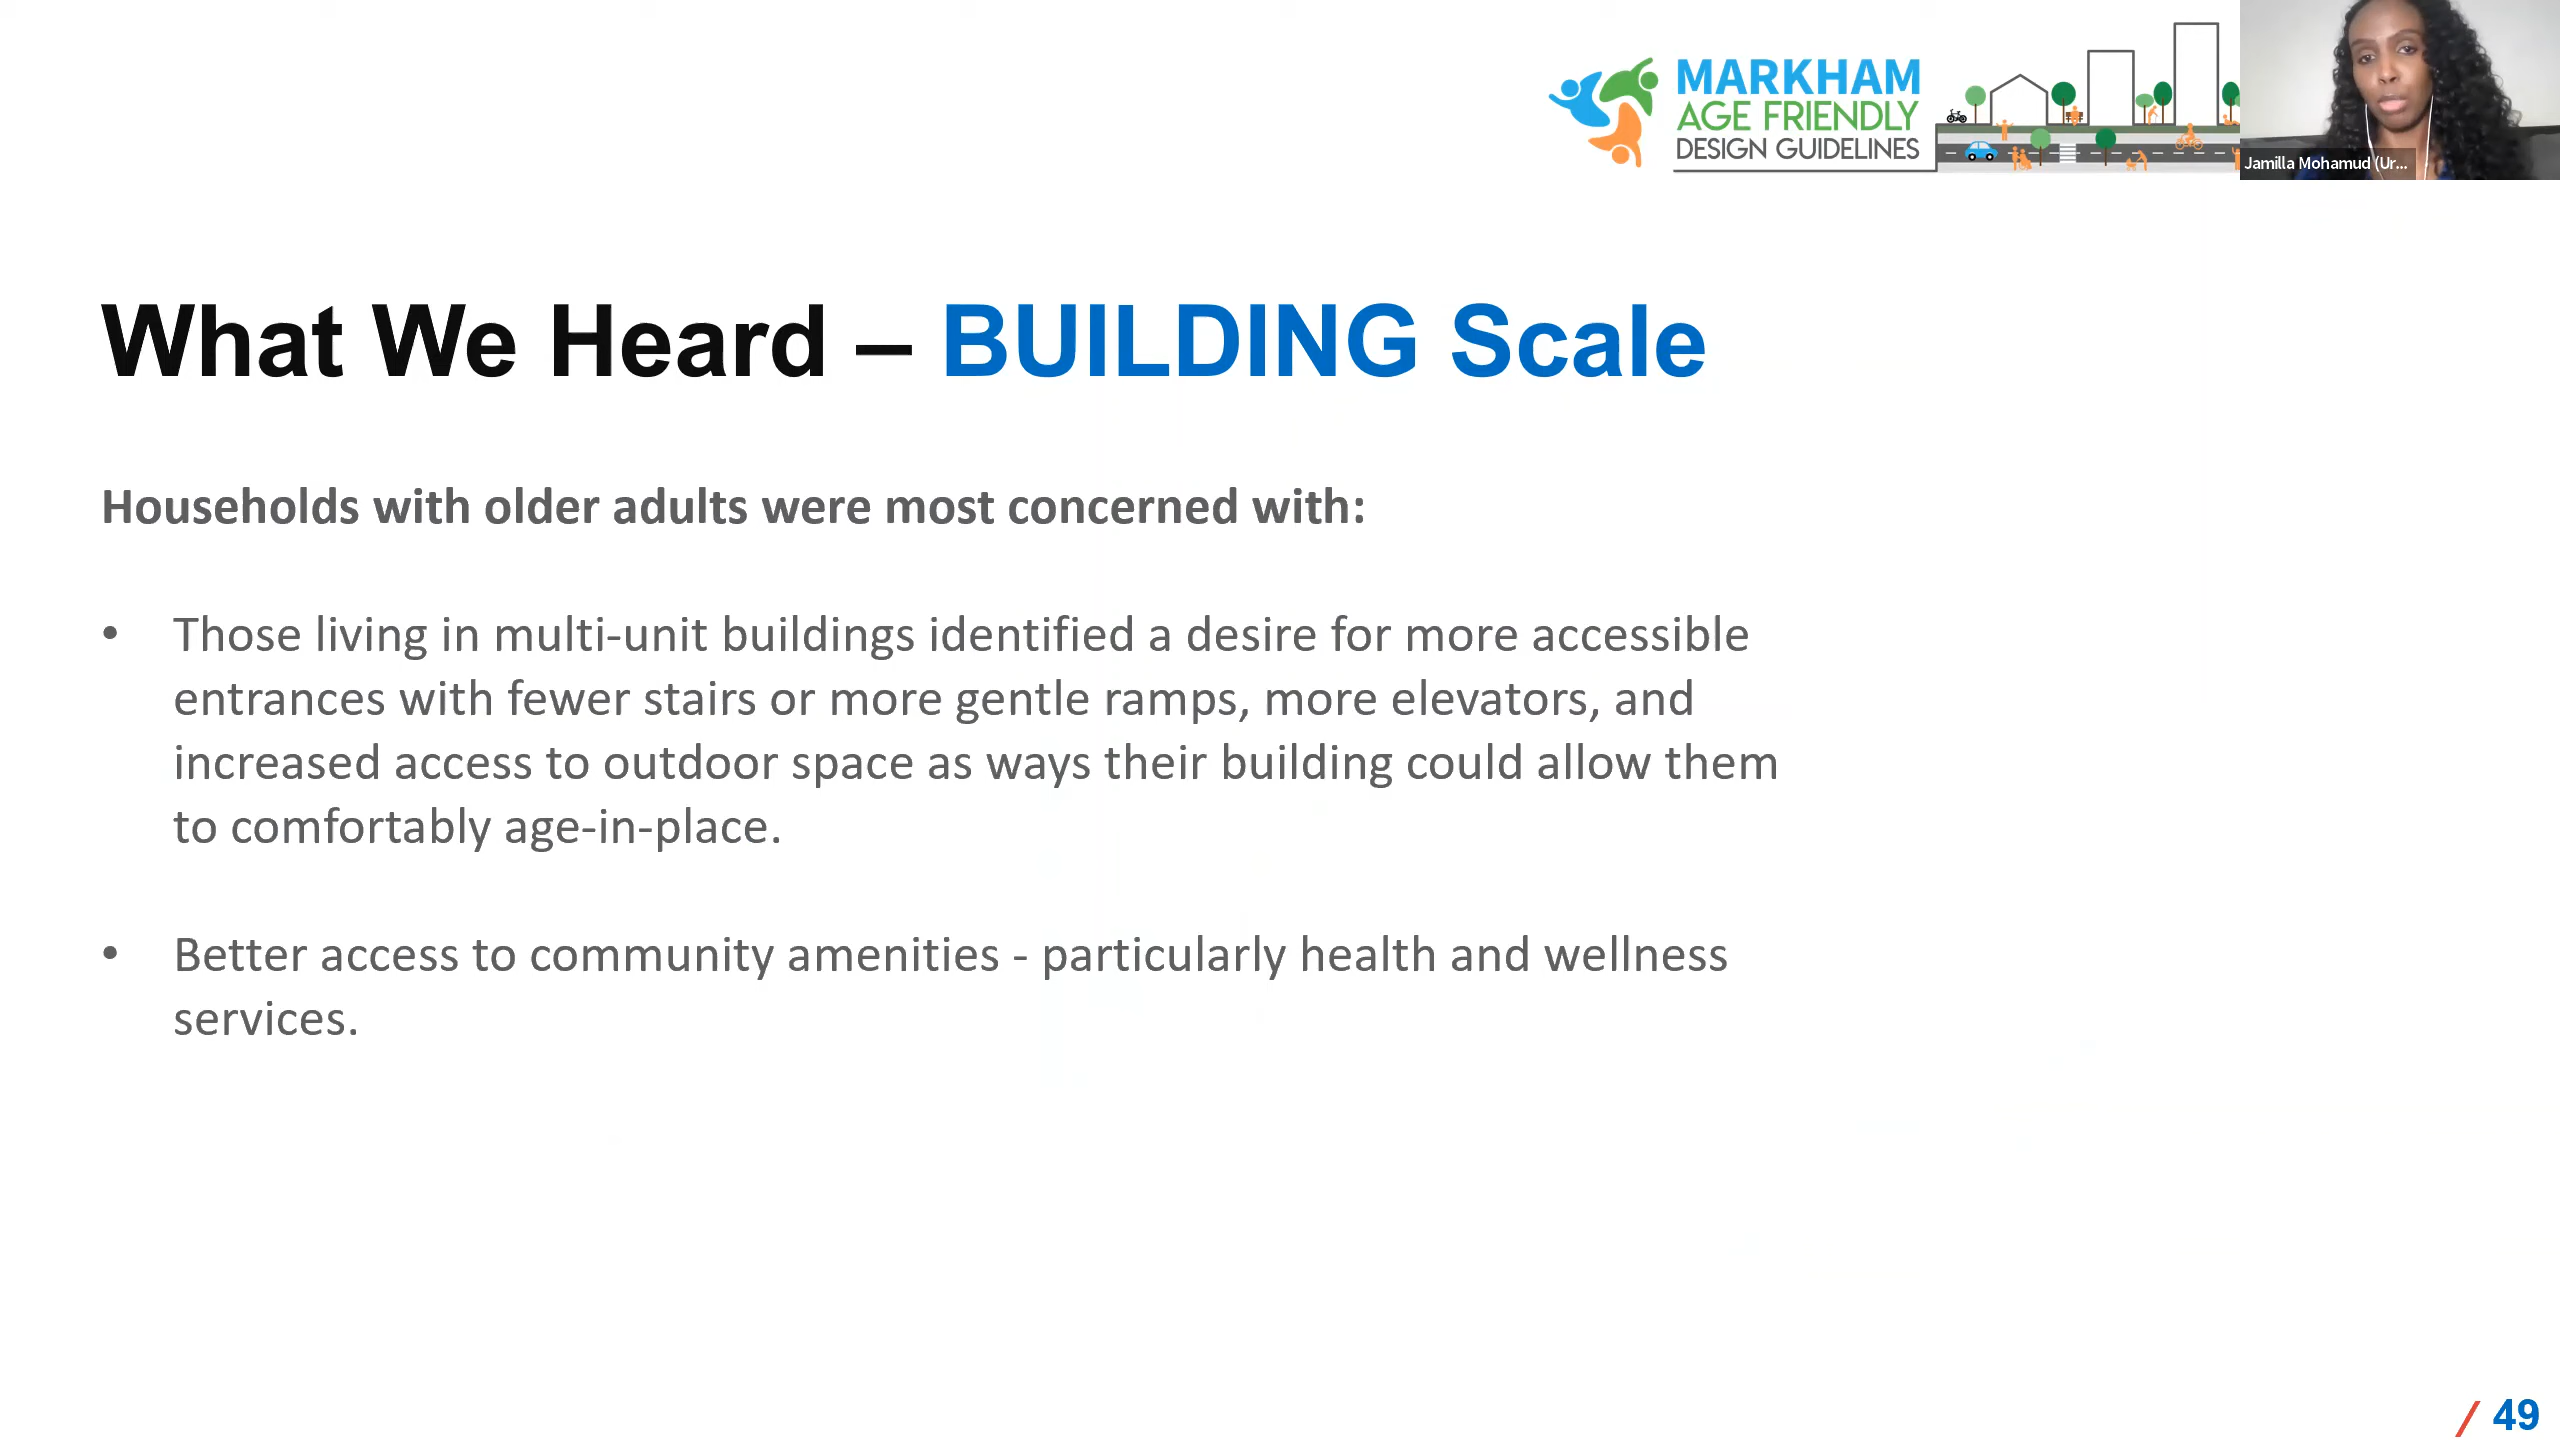 MARKHAM
AGE FRIENDLY
DESIGN GUIDELINES
Jamilla Mohamud (Ur...
What We Heard – BUILDING Scale
Households with older adults were most concerned with:
• Those living in multi-unit buildings identified a desire for more accessible
entrances with fewer stairs or more gentle ramps, more elevators, and
increased access to outdoor space as ways their building could allow them
to comfortably age-in-place.
• Better access to community amenities - particularly health and wellness
services.
/ 49